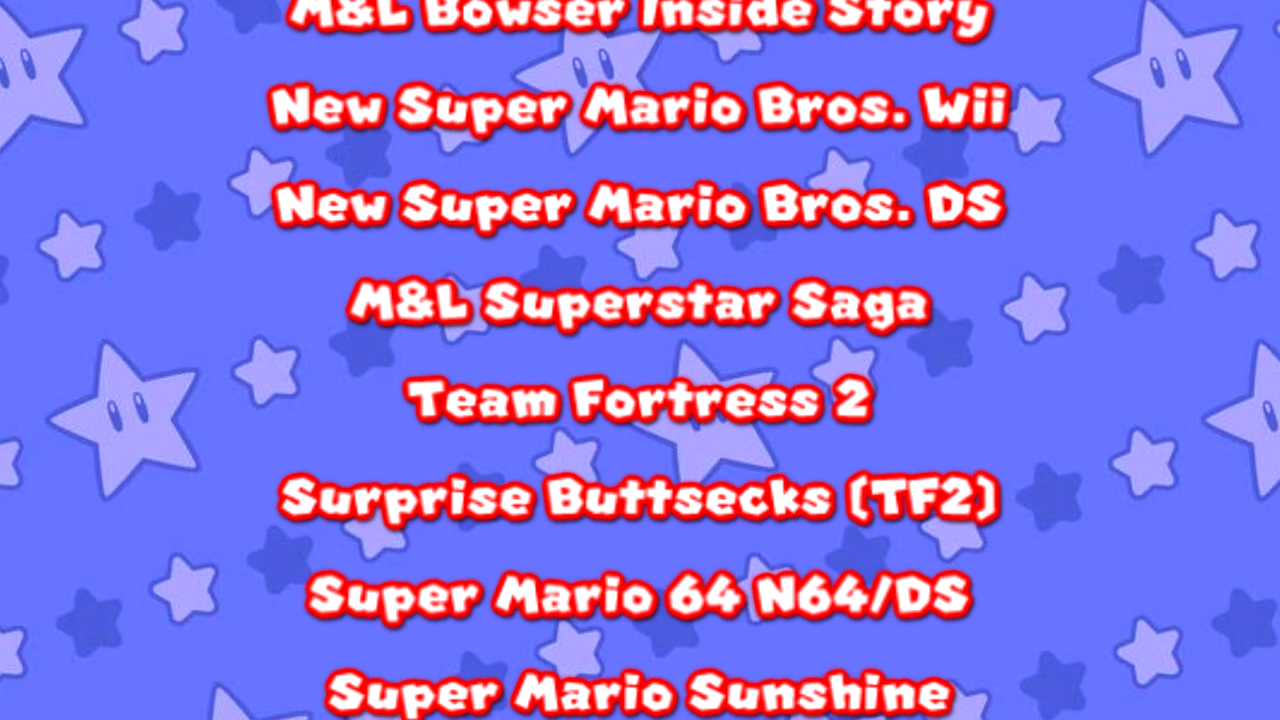 M&L Bowser Inside Story
New Super Mario Bros. Wii
New Super Mario Bros. DS
M&L Superstar Saga
Team Fortress 2
Surprise Buttsecks (TF2)
Super Mario 64 N64/DS
Super Mario Sunshine